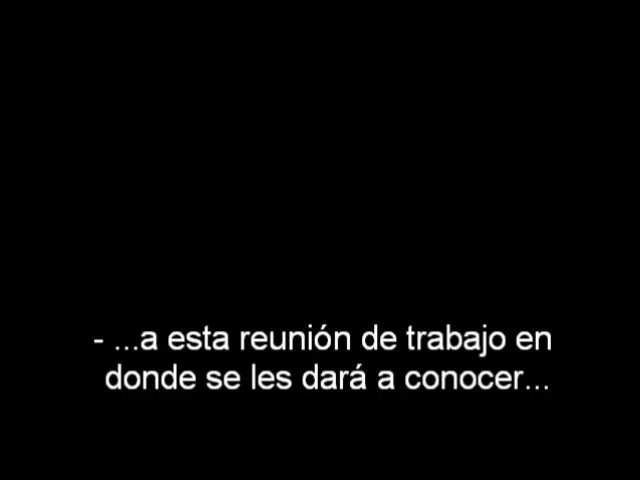 - ...a esta reunión de trabajo en
donde se les dará a conocer...